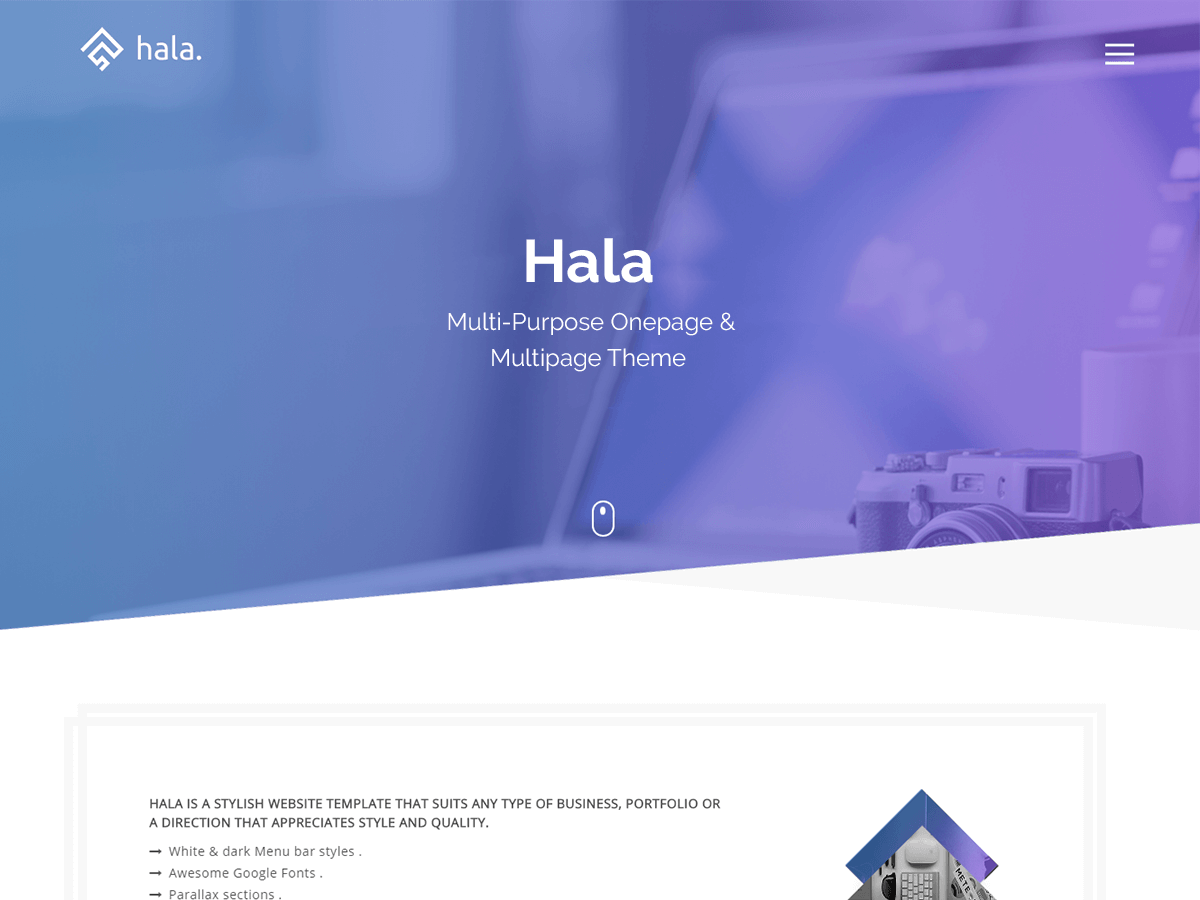 hala.
Hala
Multi-Purpose Onepage &
Multipage Theme
HALA IS A STYLISH WEBSITE TEMPLATE THAT SUITS ANY TYPE OF BUSINESS, PORTFOLIO OR
A DIRECTION THAT APPRECIATES STYLE AND QUALITY.
White & dark Menu bar styles .
Awesome Google Fonts .
Parallax sections .